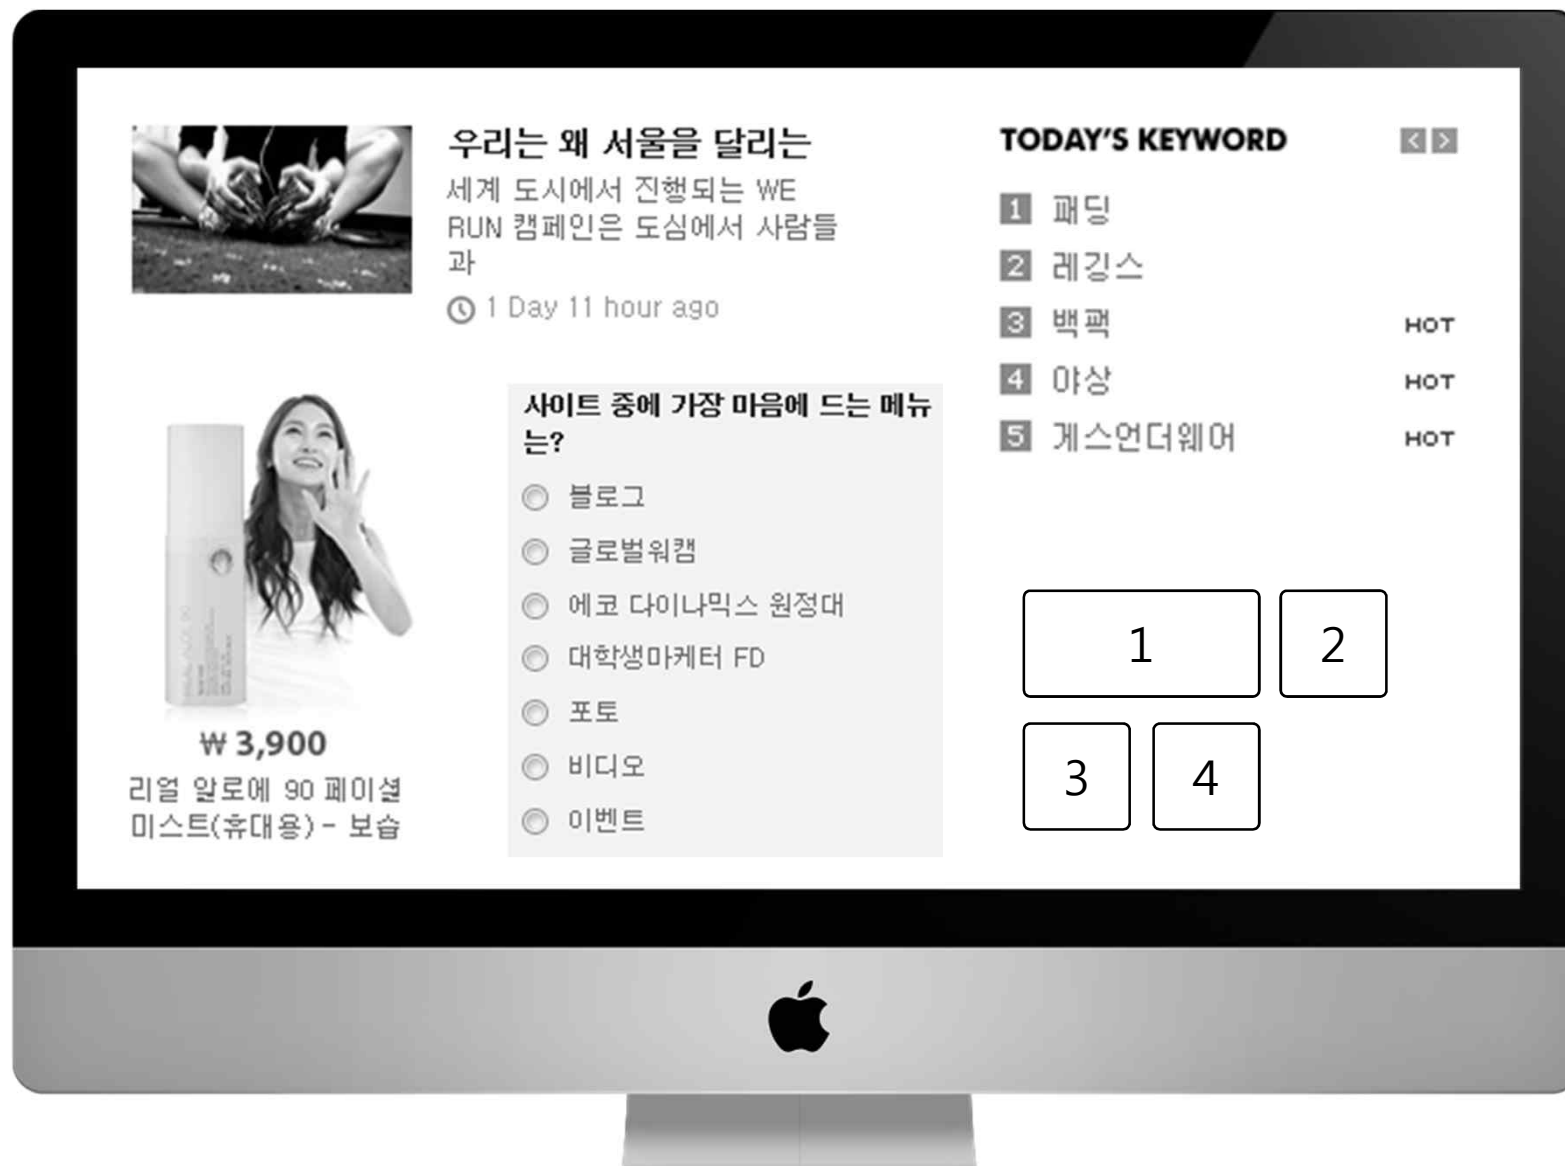 우리는 왜 서울을 달리는
세계 도시에서 진행되는 WE
RUN 캠페인은 도심에서 사람들
과
1 Day 11 hour ago
TODAY'S KEYWORD
< >
1 패딩
2 레깅스
3 백팩 HOT
4 야상 HOT
5 게스언더웨어 HOT
₩ 3,900
리얼 알로에 90 페이셜
미스트(휴대용) - 보습
사이트 중에 가장 마음에 드는 메뉴
는?
블로그
글로벌워캠
에코 다이나믹스 원정대
대학생마케터 FD
포토
비디오
이벤트
1 2
3 4